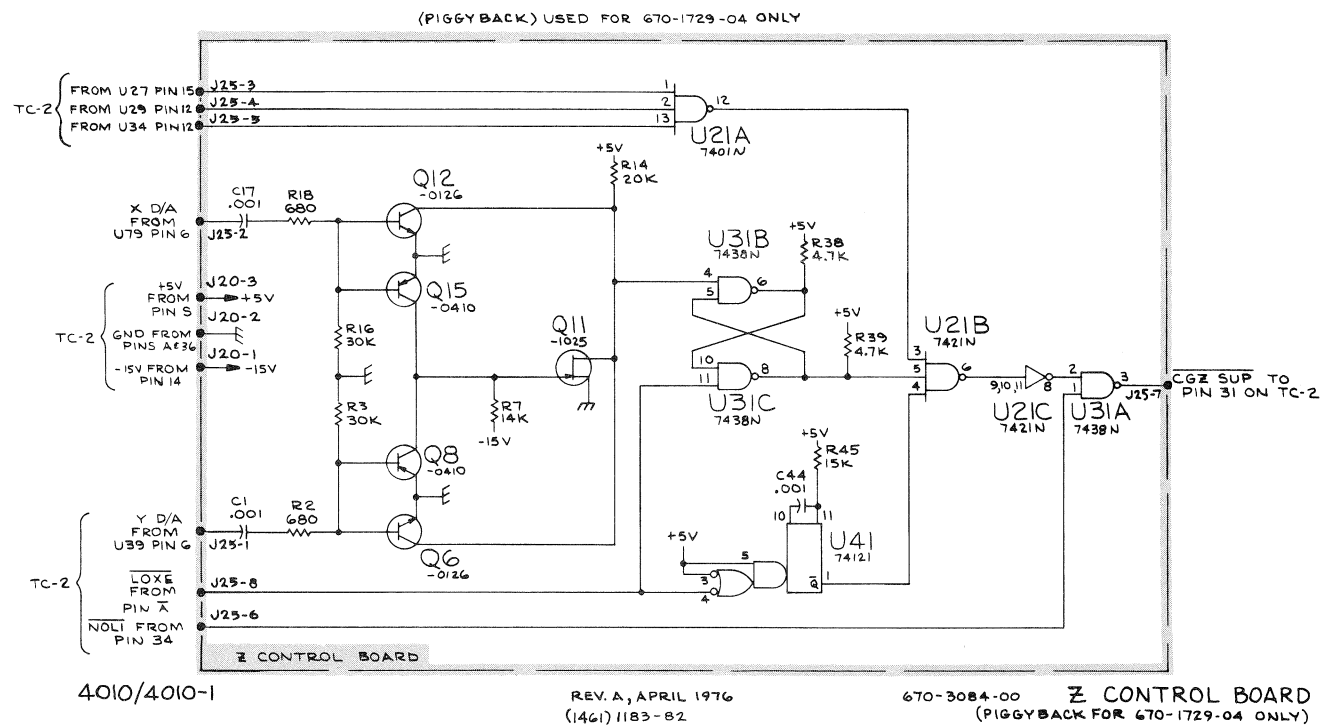 (PIGGYBACK) USED FOR 670-1729-04 ONLY
TC-2
FROM U27 PIN 15
J25-3
FROM U29 PIN 12
J25-4
FROM U34 PIN 12
J25-5
1
2
13
12
U21A
7401N
+5V
R14
20K
Q12
-0126
C17
.001
R18
680
X D/A
FROM
U79 PIN 6
J25-2
U31B
7438N
+5V
R38
4.7K
4
5
6
Q15
-0410
TC-2
+5V
FROM
PIN S
J20-3
+5V
J20-2
GND FROM
PINS A¢36
J20-1
-15V FROM
PIN 14
-15V
R16
30K
Q11
-1025
R39
4.7K
+5V
U21B
7421N
3
5
4
6
10
11
8
U31C
7438N
9,10,11
8
U21C
7421N
2
1
3
U31A
7438N
J25-7
CGZ SUP TO
PIN 31 ON TC-2
R3
30K
R7
14K
-15V
Q8
-0410
+5V
R45
15K
C44
.001
10
11
U41
74121
Q
1
C1
.001
R2
680
TC-2
Y D/A
FROM
U39 PIN 6
J25-1
Q6
-0126
+5V
5
3
4
LOXE
FROM
PIN A
J25-8
J25-6
NOLI FROM
PIN 34
Z CONTROL BOARD
4010/4010-1
REV. A, APRIL 1976
(1461) 1183-82
670-3084-00
Z CONTROL BOARD
(PIGGYBACK FOR 670-1729-04 ONLY)